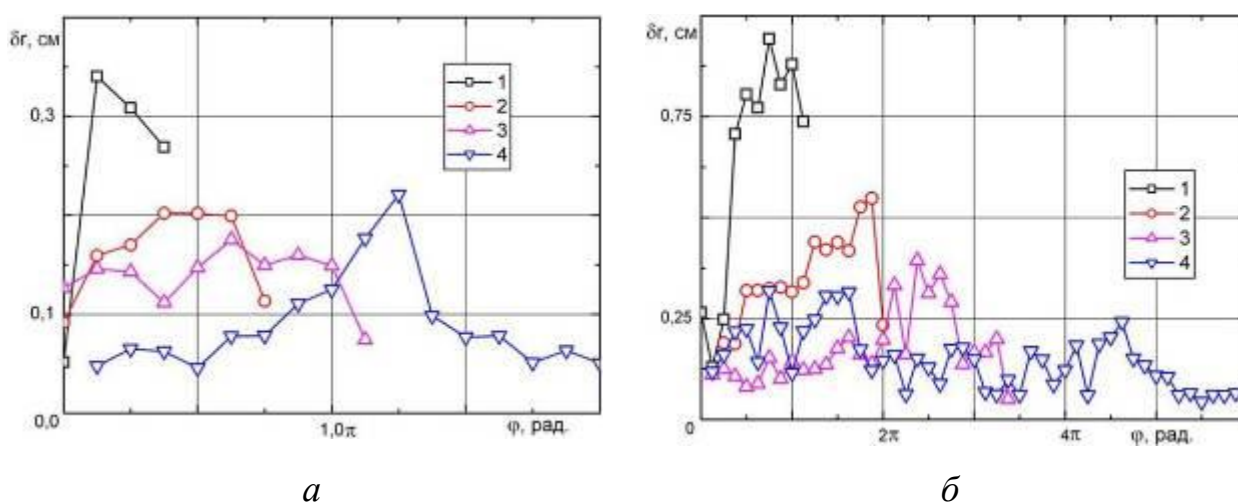 δr, см
0,3
0,1
0,0
1,0π
φ, рад.
1
2
3
4
а
δr, см
0,75
0,25
0
2π
4π
φ, рад.
1
2
3
4
б